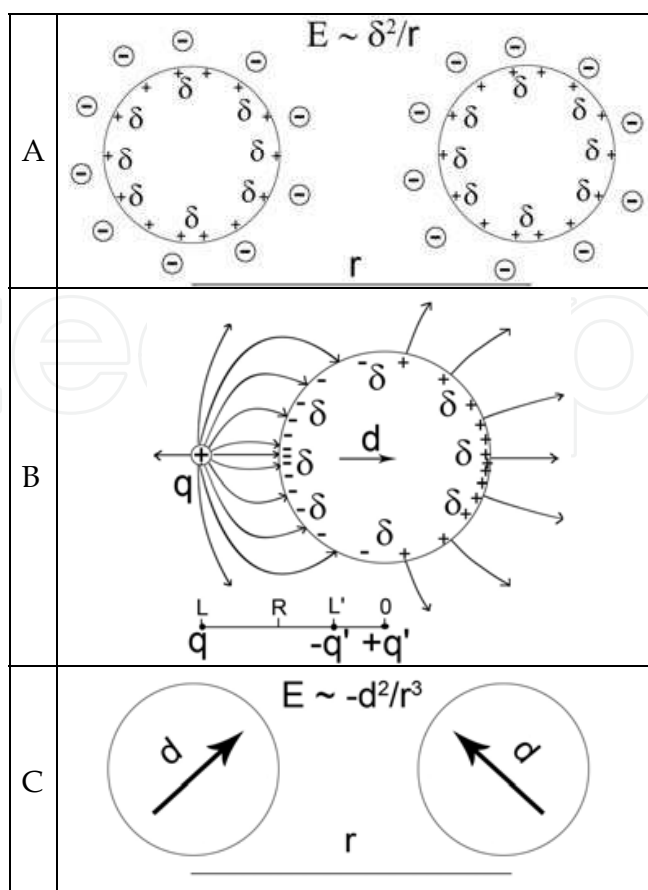 E ~ δ²/r
δ δ
δ δ δ δ
A δ δ δ δ
δ δ δ δ
δ δ
r
δ
δ δ
+ d δ δ
q
B δ δ
δ
L R L' 0
q -q' +q'
E ~ -d²/r³
d d
C
r